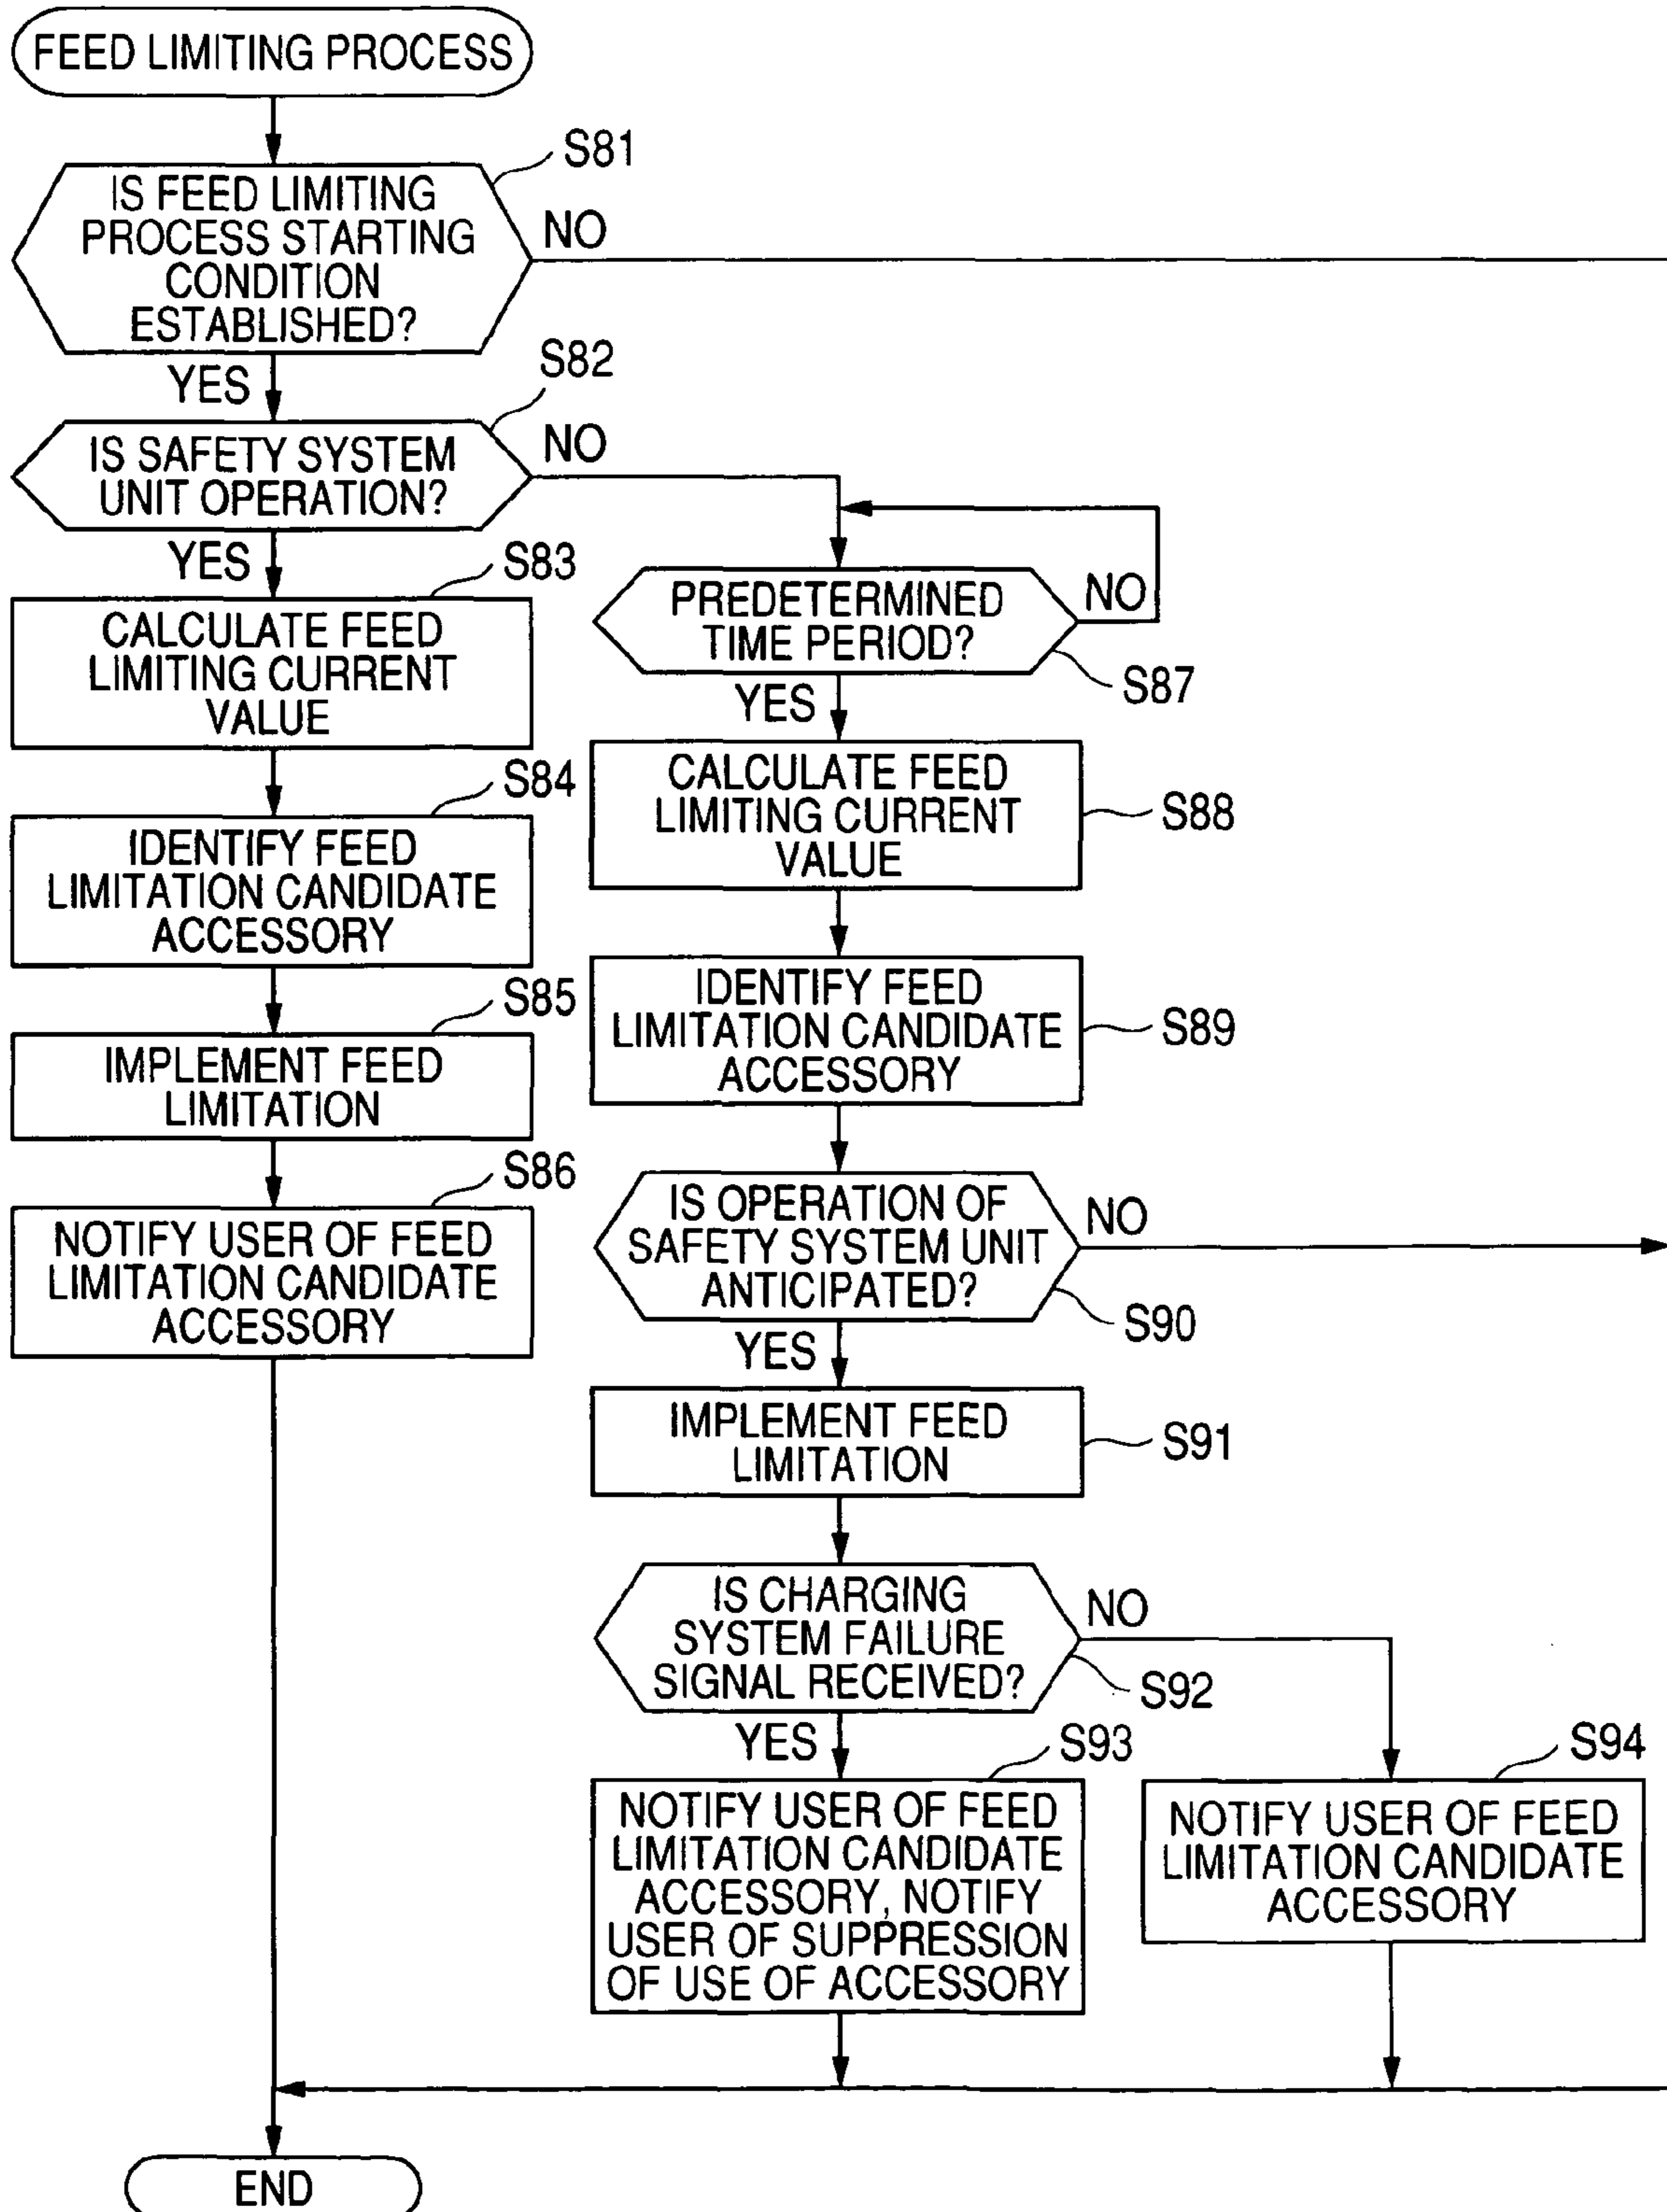 FEED LIMITING PROCESS
S81
IS FEED LIMITING
PROCESS STARTING
CONDITION
ESTABLISHED?
NO
YES
S82
IS SAFETY SYSTEM
UNIT OPERATION?
NO
YES
S83
CALCULATE FEED
LIMITING CURRENT
VALUE
S84
IDENTIFY FEED
LIMITATION CANDIDATE
ACCESSORY
S85
IMPLEMENT FEED
LIMITATION
S86
NOTIFY USER OF FEED
LIMITATION CANDIDATE
ACCESSORY
PREDETERMINED
TIME PERIOD?
NO
S87
YES
CALCULATE FEED
LIMITING CURRENT
VALUE
S88
IDENTIFY FEED
LIMITATION CANDIDATE
ACCESSORY
S89
IS OPERATION OF
SAFETY SYSTEM UNIT
ANTICIPATED?
NO
S90
YES
IMPLEMENT FEED
LIMITATION
S91
IS CHARGING
SYSTEM FAILURE
SIGNAL RECEIVED?
NO
S92
YES
S93
NOTIFY USER OF FEED
LIMITATION CANDIDATE
ACCESSORY, NOTIFY
USER OF SUPPRESSION
OF USE OF ACCESSORY
S94
NOTIFY USER OF FEED
LIMITATION CANDIDATE
ACCESSORY
END